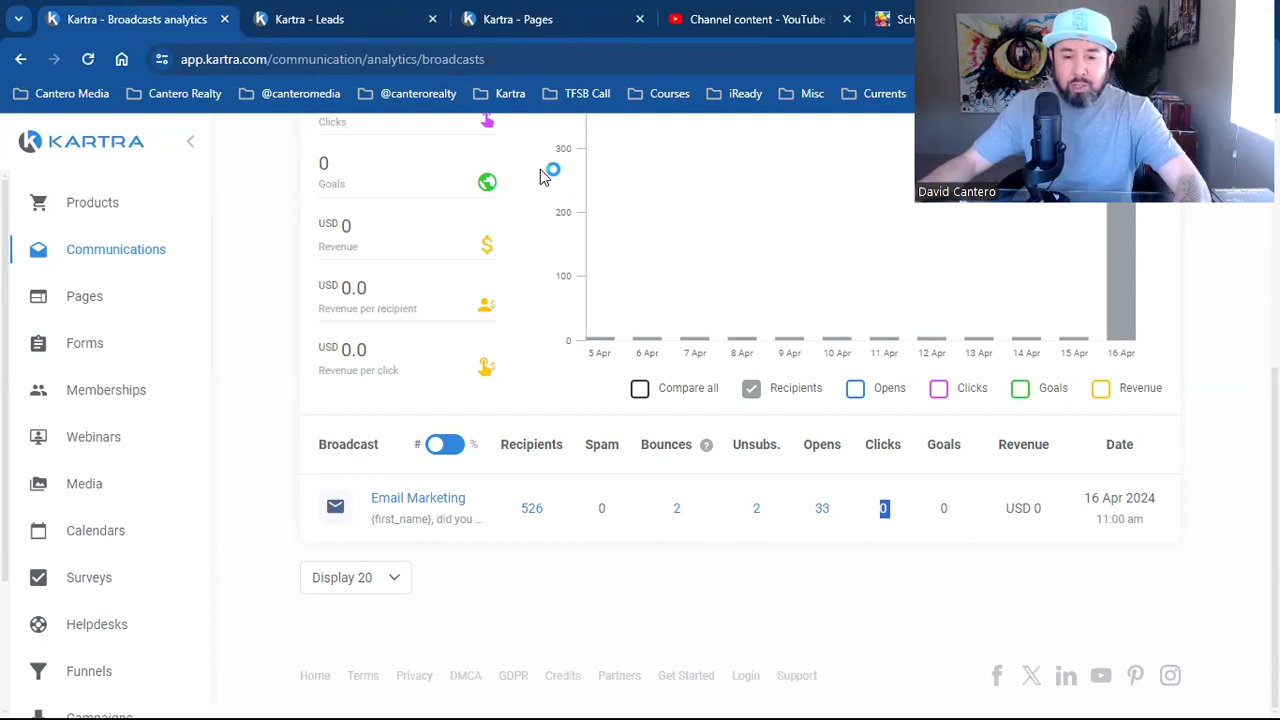 Kartra - Broadcasts analytics
Kartra - Leads
Kartra - Pages
Channel content - YouTube
Sch
app.kartra.com/communication/analytics/broadcasts
Cantero Media
Cantero Realty
@canteromedia
@canterorealty
Kartra
TFSB Call
Courses
iReady
Misc
Currents
David Cantero
KARTRA
Products
Communications
Pages
Forms
Memberships
Webinars
Media
Calendars
Surveys
Helpdesks
Funnels
Campaigns
Clicks
0
Goals
USD 0
Revenue
USD 0.0
Revenue per recipient
USD 0.0
Revenue per click
300
200
100
0
5 Apr 6 Apr 7 Apr 8 Apr 9 Apr 10 Apr 11 Apr 12 Apr 13 Apr 14 Apr 15 Apr 16 Apr
Compare all Recipients Opens Clicks Goals Revenue
Broadcast # % Recipients Spam Bounces ? Unsubs. Opens Clicks Goals Revenue Date
Email Marketing 526 0 2 2 33 0 0 USD 0 16 Apr 2024
{first_name}, did you ... 11:00 am
Display 20
Home Terms Privacy DMCA GDPR Credits Partners Get Started Login Support